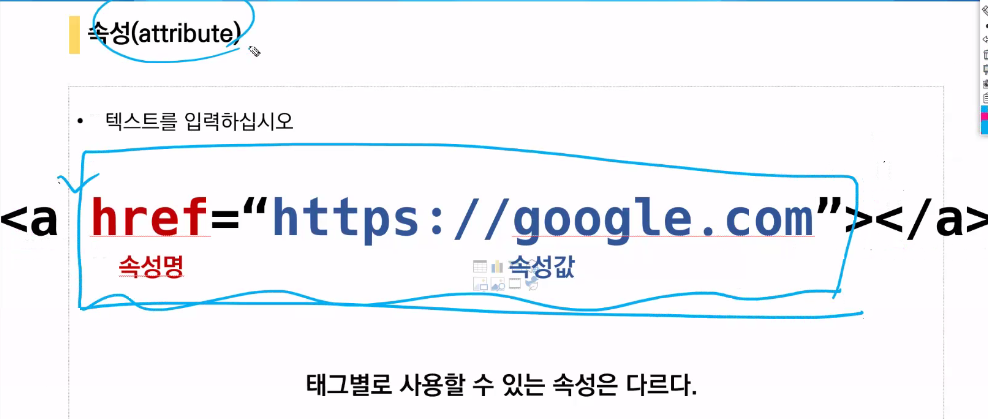 속성(attribute)
• 텍스트를 입력하십시오
<a href=“https://google.com”></a>
속성명 속성값
태그별로 사용할 수 있는 속성은 다르다.